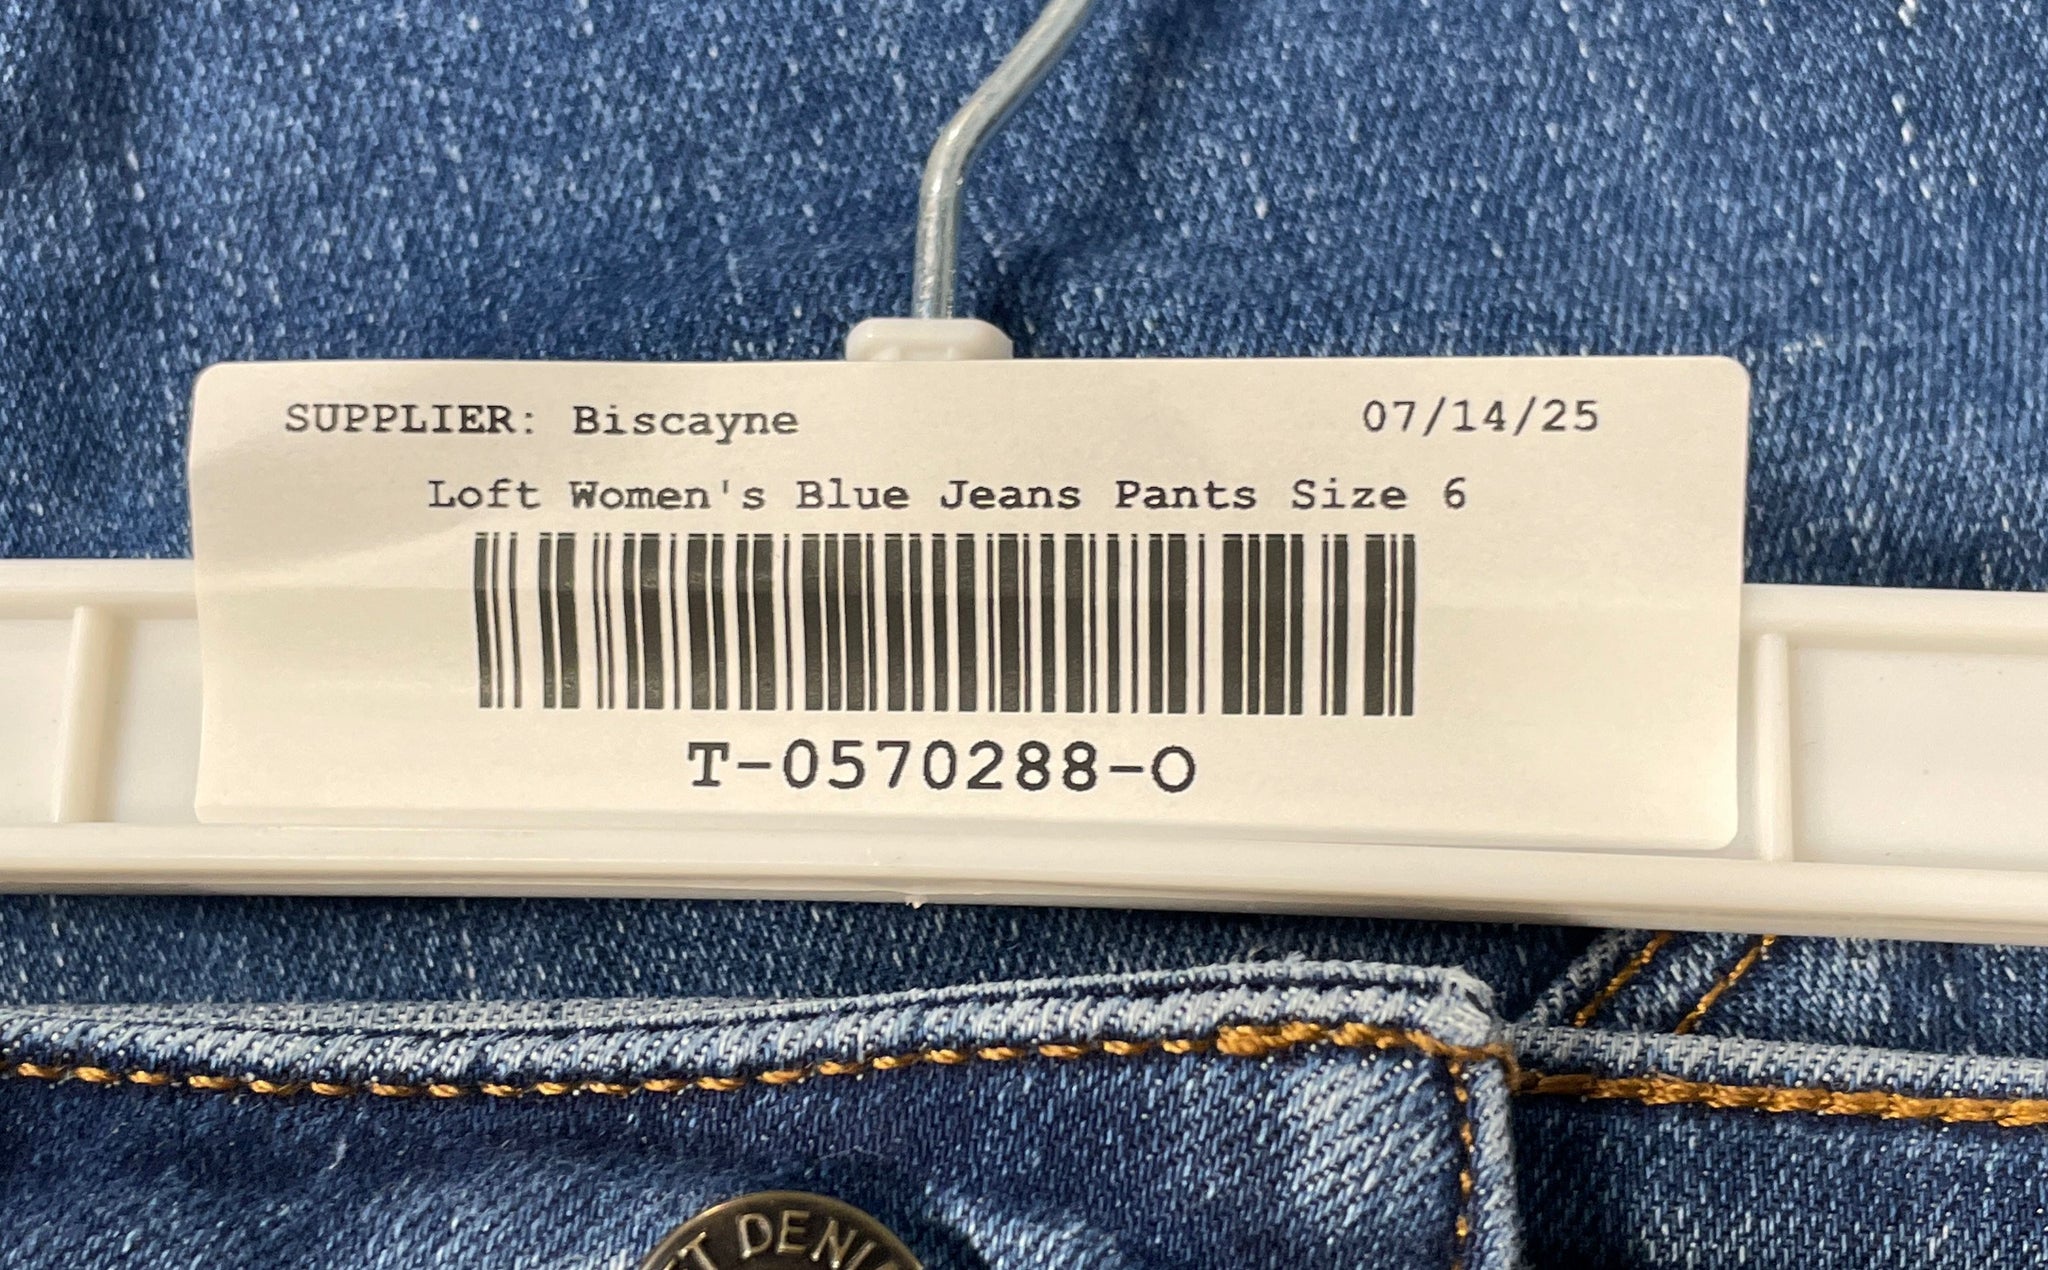 SUPPLIER: Biscayne 07/14/25
Loft Women's Blue Jeans Pants Size 6
T-0570288-O